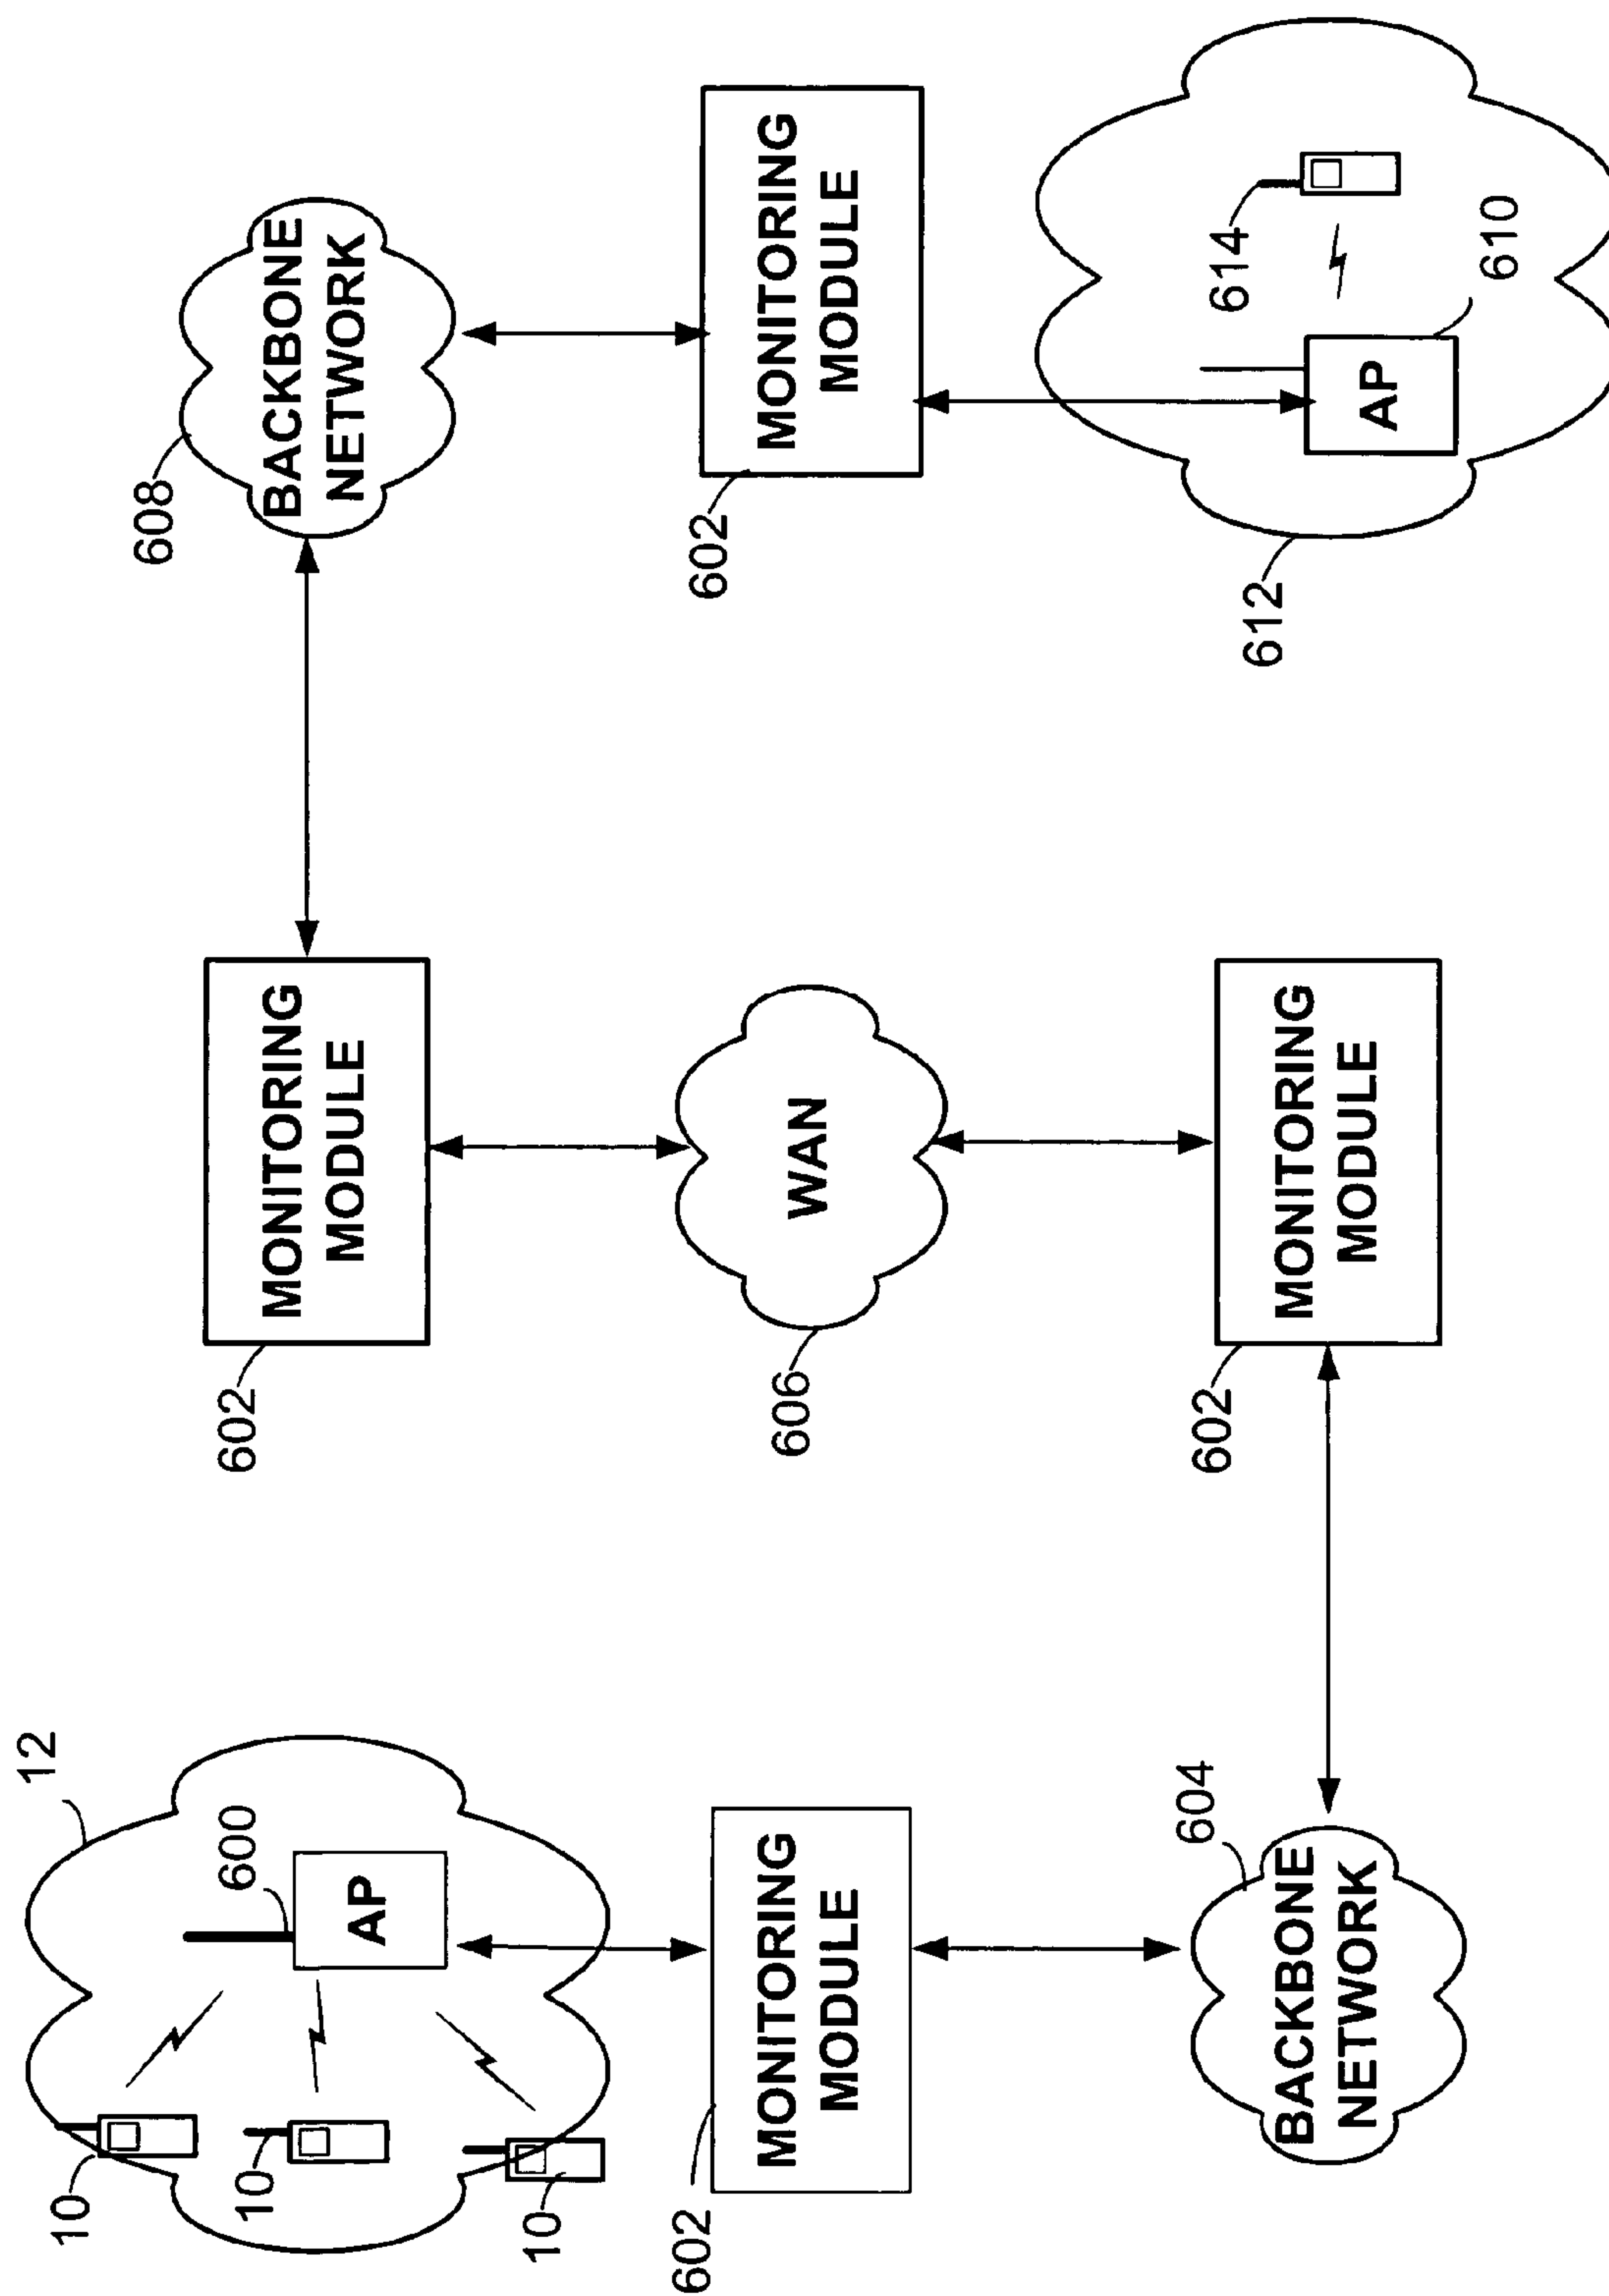 12
10
600
10
AP
10
602
MONITORING
MODULE
604
BACKBONE
NETWORK
602
MONITORING
MODULE
606
WAN
602
MONITORING
MODULE
608
BACKBONE
NETWORK
602
MONITORING
MODULE
614
612
AP
610